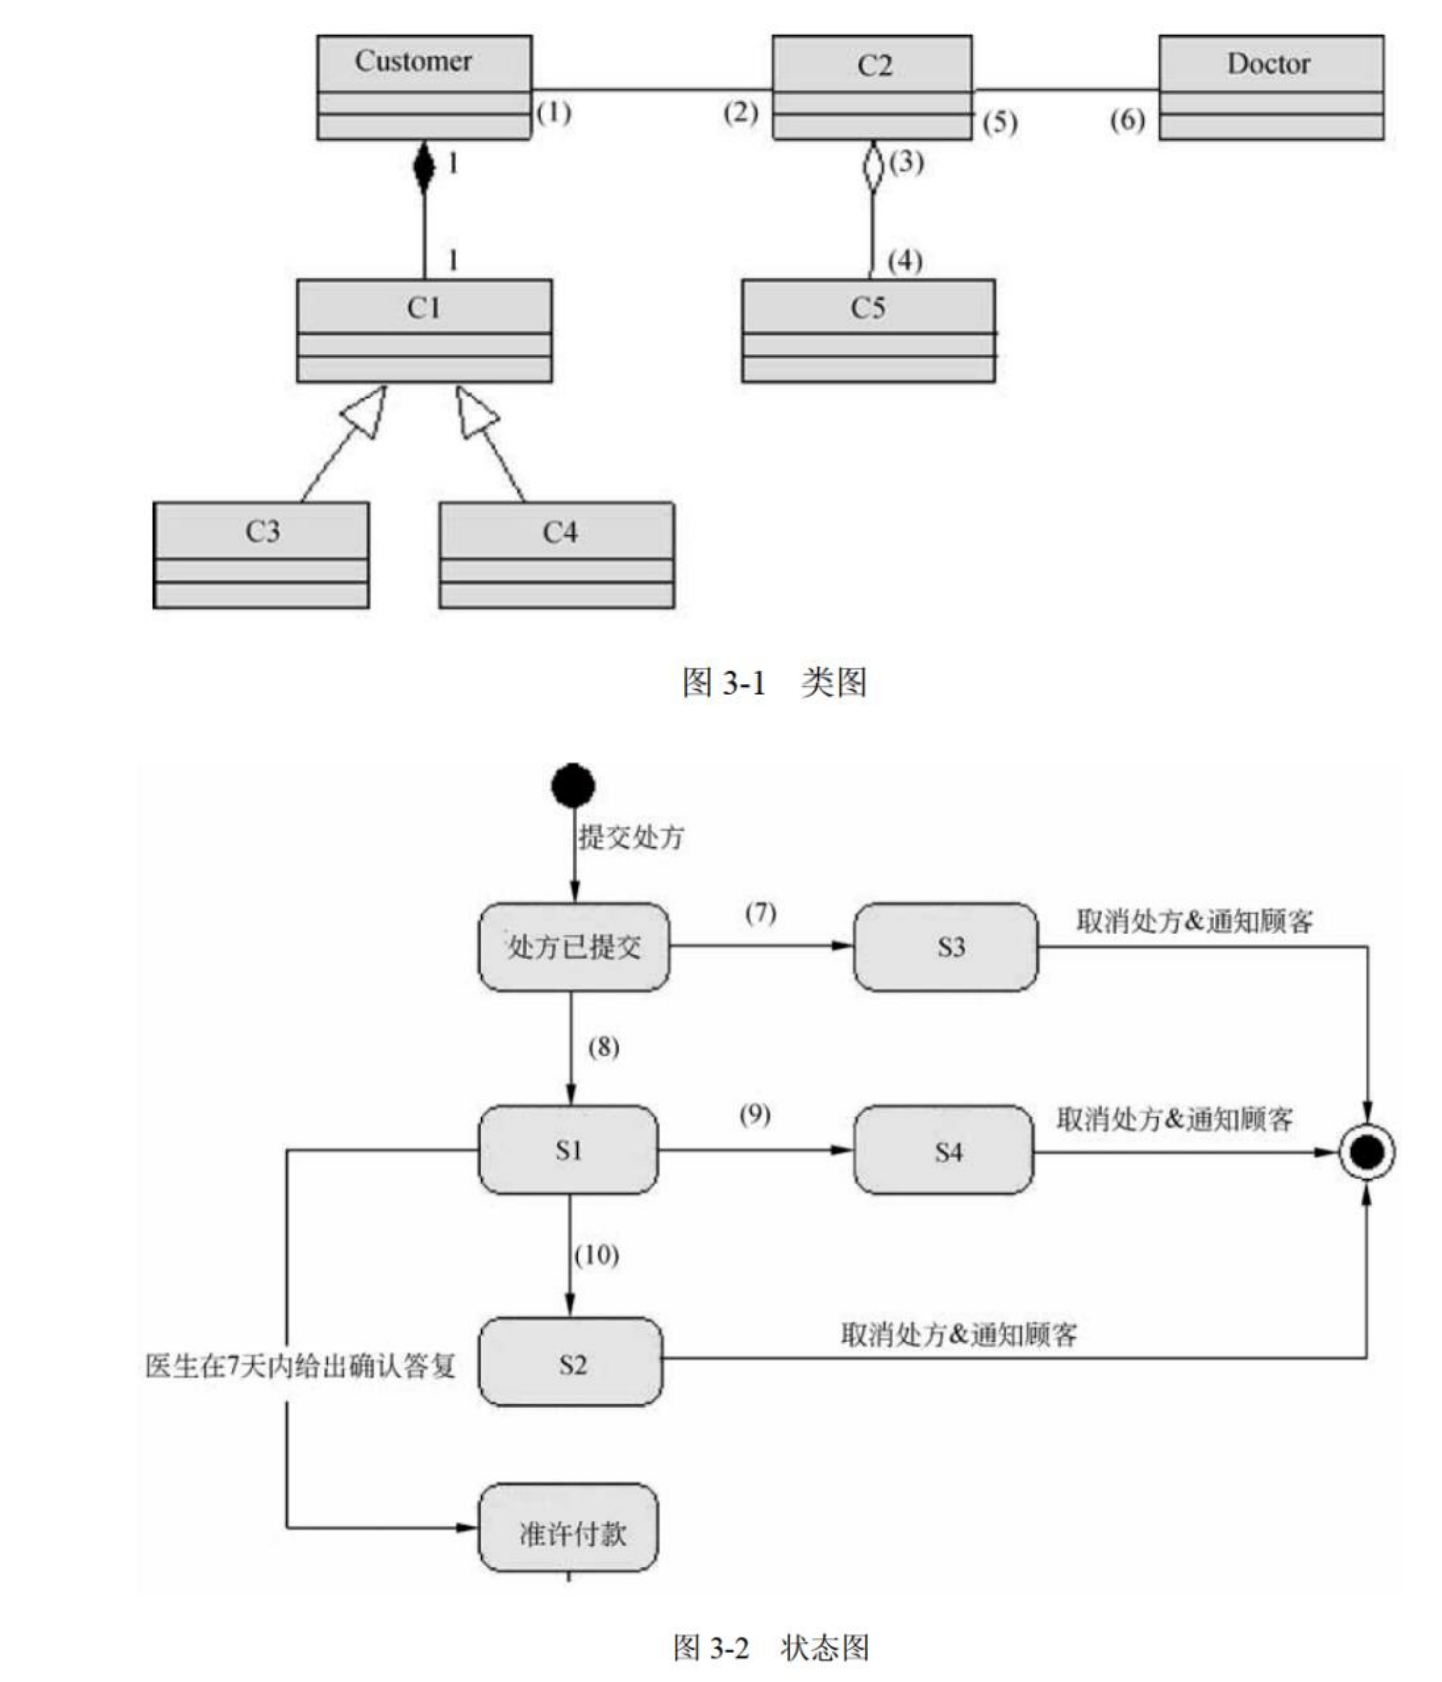 Customer
C2
Doctor
(1)
(2)
(5)
(6)
1
(3)
1
(4)
C1
C5
C3
C4
图 3-1 类图
提交处方
处方已提交
(7)
S3
取消处方&通知顾客
(8)
S1
(9)
S4
取消处方&通知顾客
(10)
S2
取消处方&通知顾客
医生在7天内给出确认答复
准许付款
图 3-2 状态图